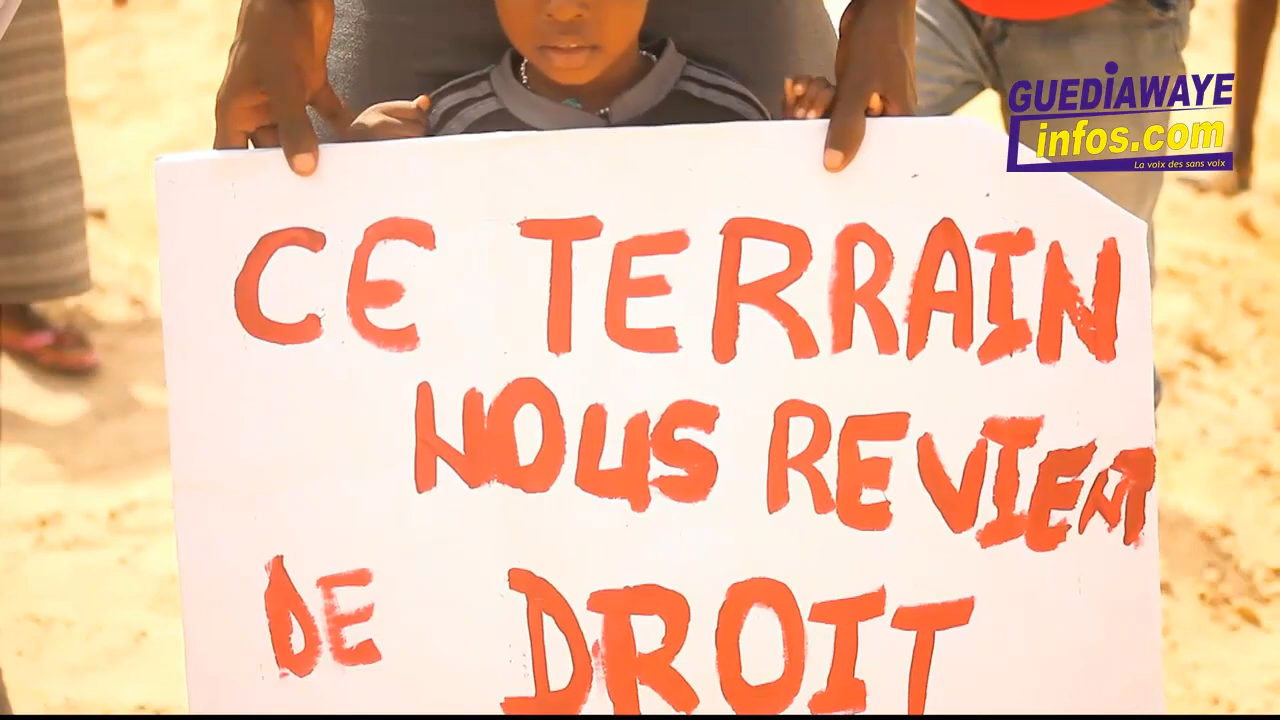 GUEDiAWAYE
infos.com
La voix des sans voix
CE TERRAIN
NOUS REVIENT
DE DROIT